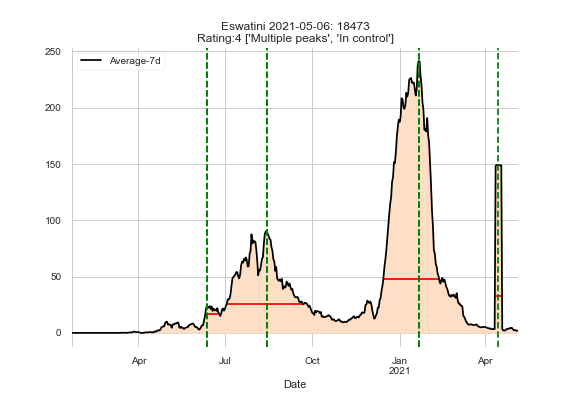 Eswatini 2021-05-06: 18473
Rating:4 ['Multiple peaks', 'In control']
Average-7d
250
200
150
100
50
0
Apr
Jul
Oct
Jan
2021
Apr
Date